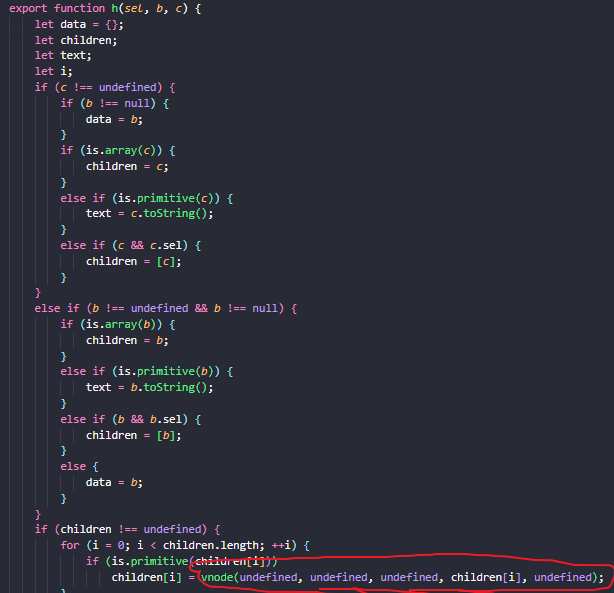 export function h(sel, b, c) {
let data = {};
let children;
let text;
let i;
if (c !== undefined) {
if (b !== null) {
data = b;
}
if (is.array(c)) {
children = c;
}
else if (is.primitive(c)) {
text = c.toString();
}
else if (c && c.sel) {
children = [c];
}
}
else if (b !== undefined && b !== null) {
if (is.array(b)) {
children = b;
}
else if (is.primitive(b)) {
text = b.toString();
}
else if (b && b.sel) {
children = [b];
}
else {
data = b;
}
}
if (children !== undefined) {
for (i = 0; i < children.length; ++i) {
if (is.primitive(children[i]))
children[i] = vnode(undefined, undefined, undefined, children[i], undefined);
}